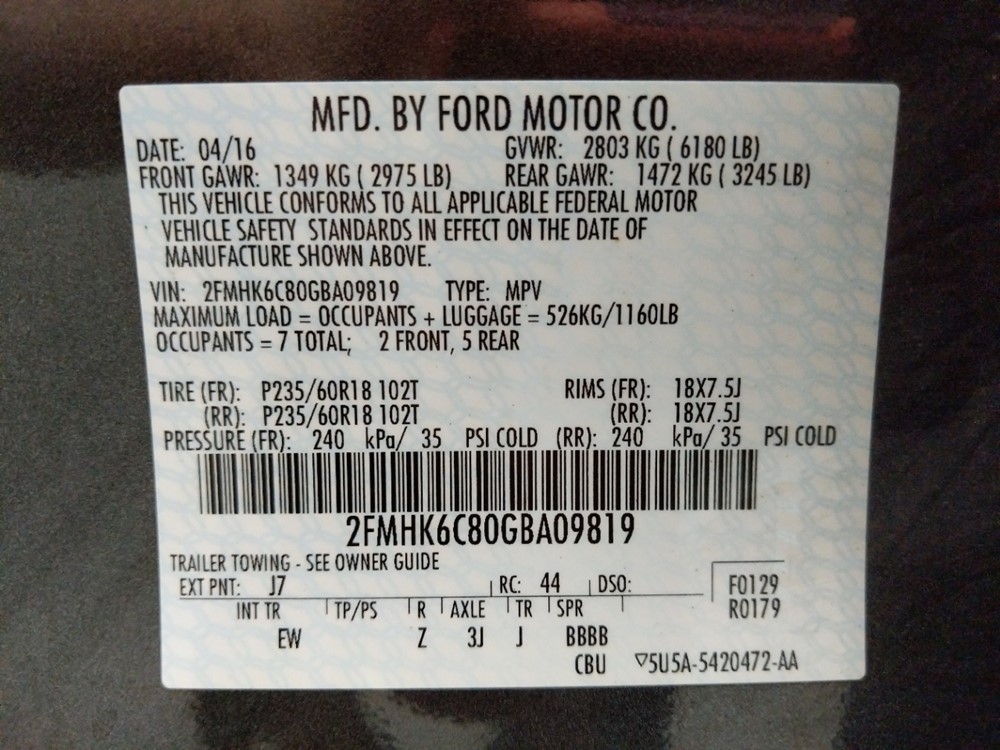 MFD. BY FORD MOTOR CO.
DATE: 04/16 GVWR: 2803 KG ( 6180 LB)
FRONT GAWR: 1349 KG ( 2975 LB) REAR GAWR: 1472 KG ( 3245 LB)
THIS VEHICLE CONFORMS TO ALL APPLICABLE FEDERAL MOTOR
VEHICLE SAFETY STANDARDS IN EFFECT ON THE DATE OF
MANUFACTURE SHOWN ABOVE.
VIN: 2FMHK6C80GBA09819 TYPE: MPV
MAXIMUM LOAD = OCCUPANTS + LUGGAGE = 526KG/1160LB
OCCUPANTS = 7 TOTAL; 2 FRONT, 5 REAR
TIRE (FR): P235/60R18 102T RIMS (FR): 18X7.5J
(RR): P235/60R18 102T (RR): 18X7.5J
PRESSURE (FR): 240 kPa/ 35 PSI COLD (RR): 240 kPa/ 35 PSI COLD
2FMHK6C80GBA09819
TRAILER TOWING - SEE OWNER GUIDE
EXT PNT: J7 RC: 44 DSO: F0129
INT TR TP/PS R AXLE TR SPR R0179
EW Z 3J J BBBB
CBU ▽5U5A-5420472-AA